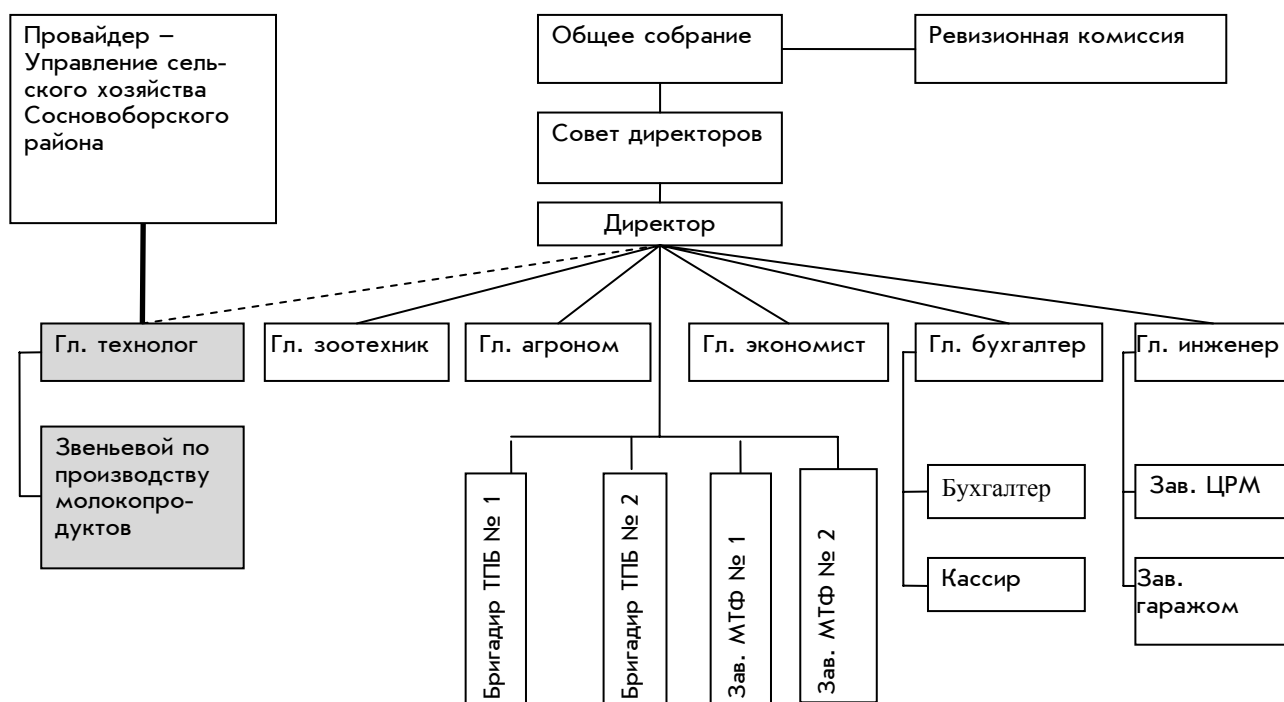 Провайдер –
Управление сель-
ского хозяйства
Сосновоборского
района
Общее собрание
Ревизионная комиссия
Совет директоров
Директор
Гл. технолог
Гл. зоотехник
Гл. агроном
Гл. экономист
Гл. бухгалтер
Гл. инженер
Звеньевой по
производству
молокопро-
дуктов
Бригадир ТПБ № 1
Бригадир ТПБ № 2
Зав. МТФ № 1
Зав. МТФ № 2
Бухгалтер
Кассир
Зав. ЦРМ
Зав.
гаражом